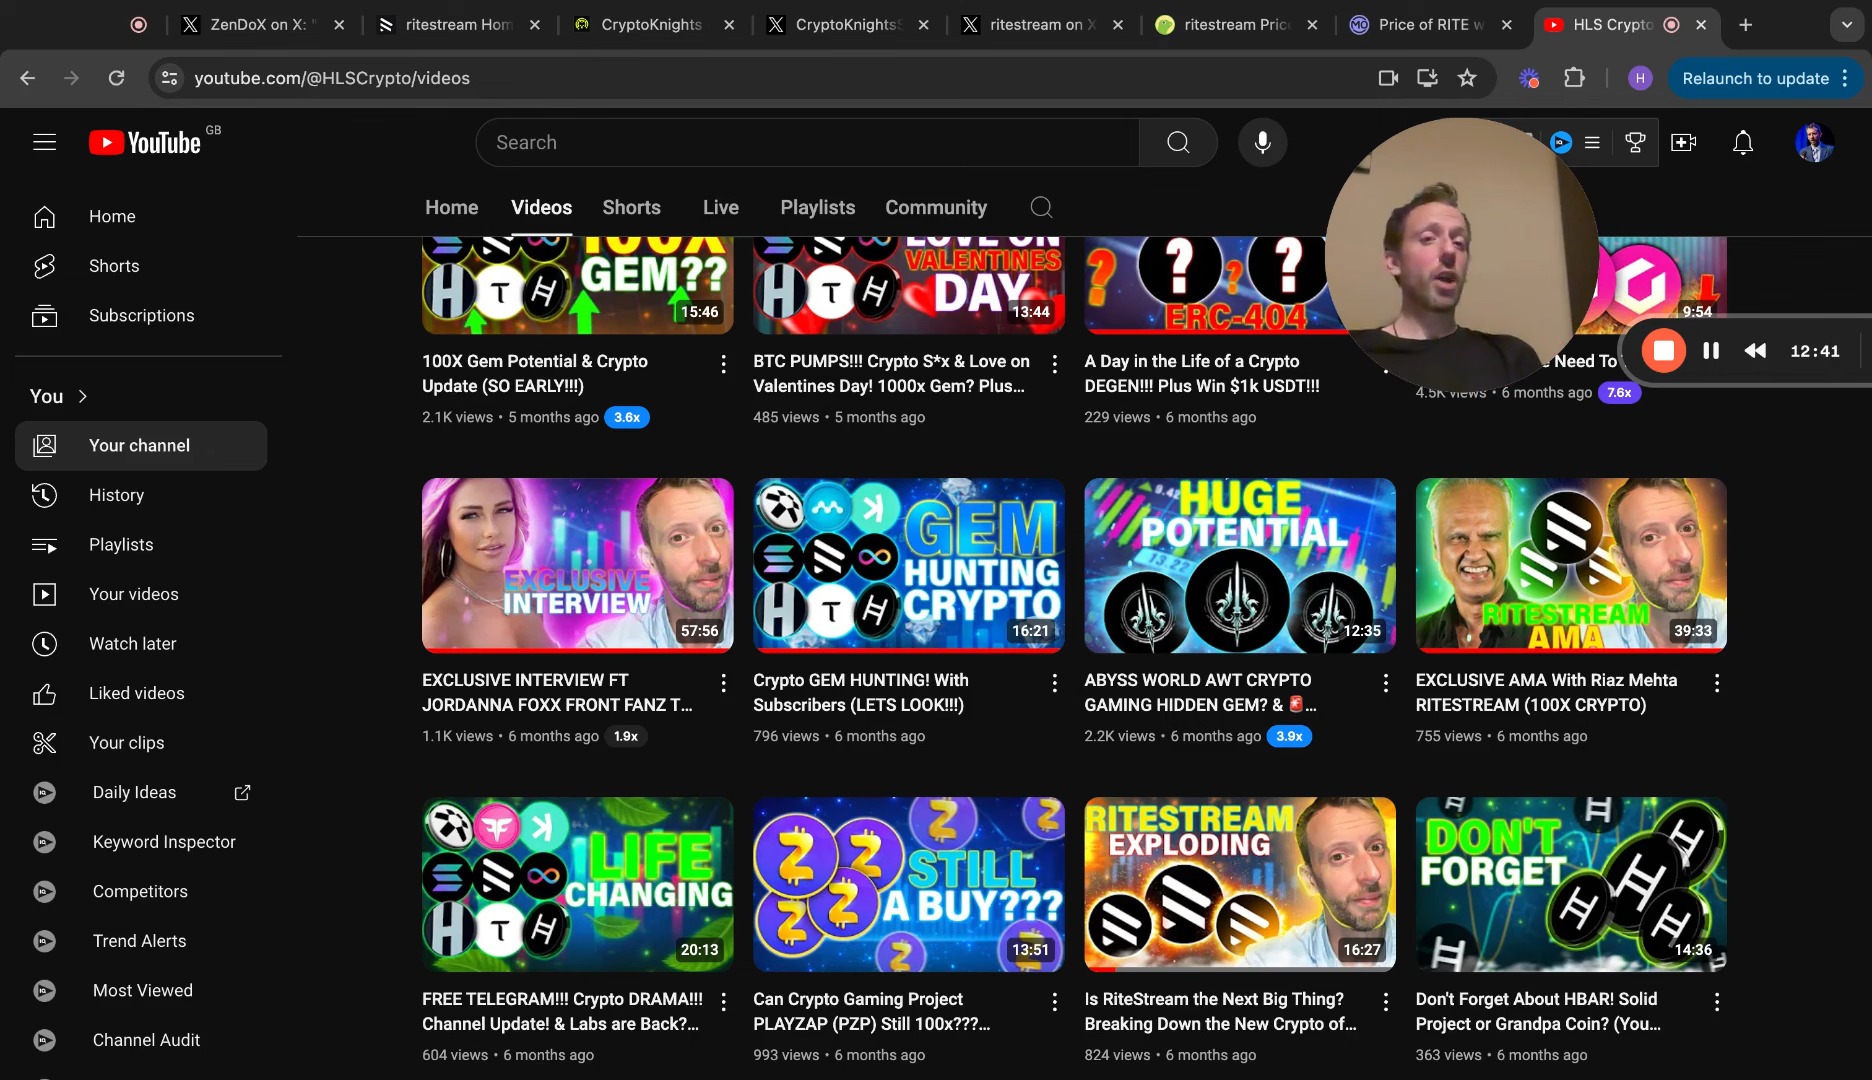 ZenDoX on X: "
ritestream Hom
CryptoKnights
CryptoKnightsS
ritestream on X
ritestream Pric
Price of RITE w
HLS Crypto
youtube.com/@HLSCrypto/videos
H
Relaunch to update
YouTube
GB
Search
Home
Videos
Shorts
Live
Playlists
Community
Home
Shorts
Subscriptions
You
Your channel
History
Playlists
Your videos
Watch later
Liked videos
Your clips
Daily Ideas
Keyword Inspector
Competitors
Trend Alerts
Most Viewed
Channel Audit
100X
GEM??
15:46
100X Gem Potential & Crypto
Update (SO EARLY!!!)
2.1K views • 5 months ago 3.6x
LOVE ON
VALENTINES
DAY
13:44
BTC PUMPS!!! Crypto S*x & Love on
Valentines Day! 1000x Gem? Plus...
485 views • 5 months ago
ERC-404
A Day in the Life of a Crypto
DEGEN!!! Plus Win $1k USDT!!!
229 views • 6 months ago
9:54
12:41
e Need To
4.5K views • 6 months ago 7.6x
EXCLUSIVE
INTERVIEW
57:56
EXCLUSIVE INTERVIEW FT
JORDANNA FOXX FRONT FANZ T...
1.1K views • 6 months ago 1.9x
GEM
HUNTING
CRYPTO
16:21
Crypto GEM HUNTING! With
Subscribers (LETS LOOK!!!)
796 views • 6 months ago
HUGE
POTENTIAL
13.22
12:35
ABYSS WORLD AWT CRYPTO
GAMING HIDDEN GEM? & 🚨...
2.2K views • 6 months ago 3.9x
RITESTREAM
AMA
39:33
EXCLUSIVE AMA With Riaz Mehta
RITESTREAM (100X CRYPTO)
755 views • 6 months ago
LIFE
CHANGING
20:13
FREE TELEGRAM!!! Crypto DRAMA!!!
Channel Update! & Labs are Back?...
604 views • 6 months ago
STILL
A BUY???
13:51
Can Crypto Gaming Project
PLAYZAP (PZP) Still 100x???...
993 views • 6 months ago
RITESTREAM
EXPLODING
16:27
Is RiteStream the Next Big Thing?
Breaking Down the New Crypto of...
824 views • 6 months ago
DON'T
FORGET
14:36
Don't Forget About HBAR! Solid
Project or Grandpa Coin? (You...
363 views • 6 months ago